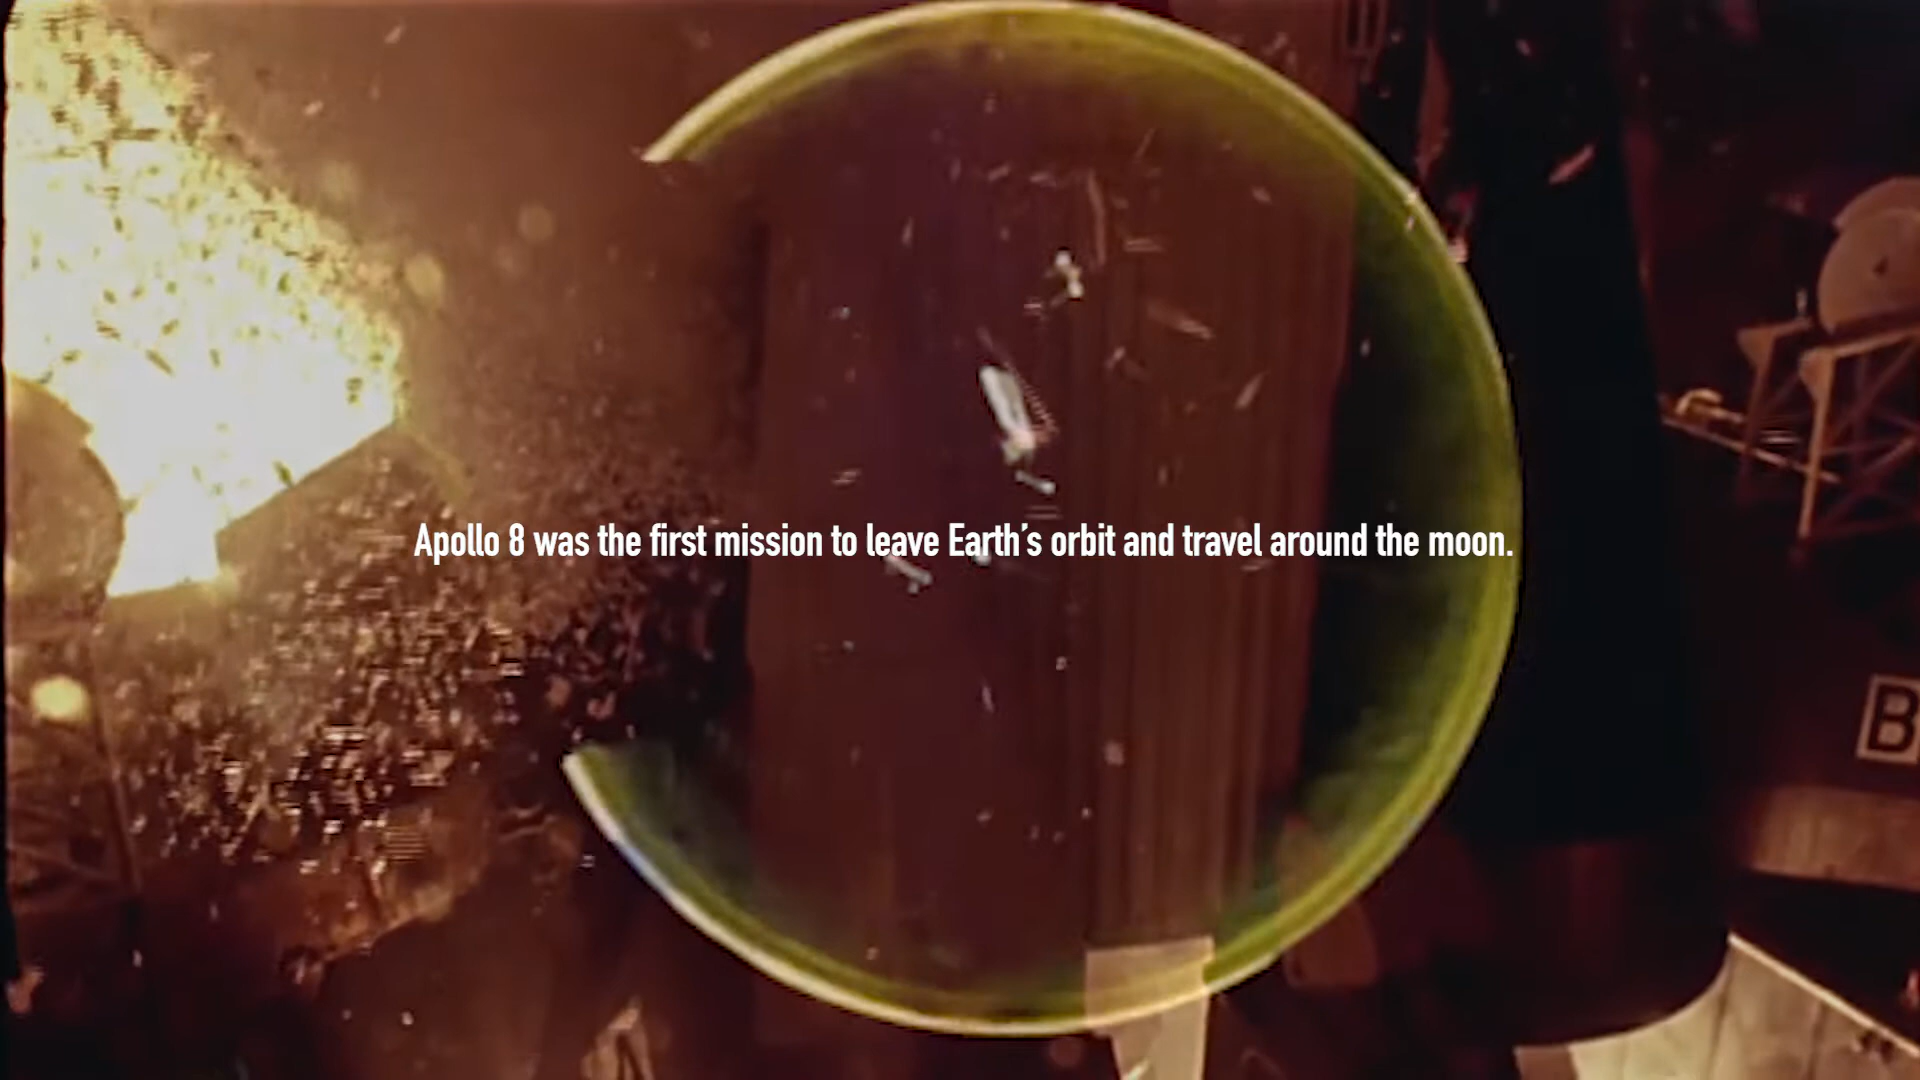 Apollo 8 was the first mission to leave Earth’s orbit and travel around the moon.
B